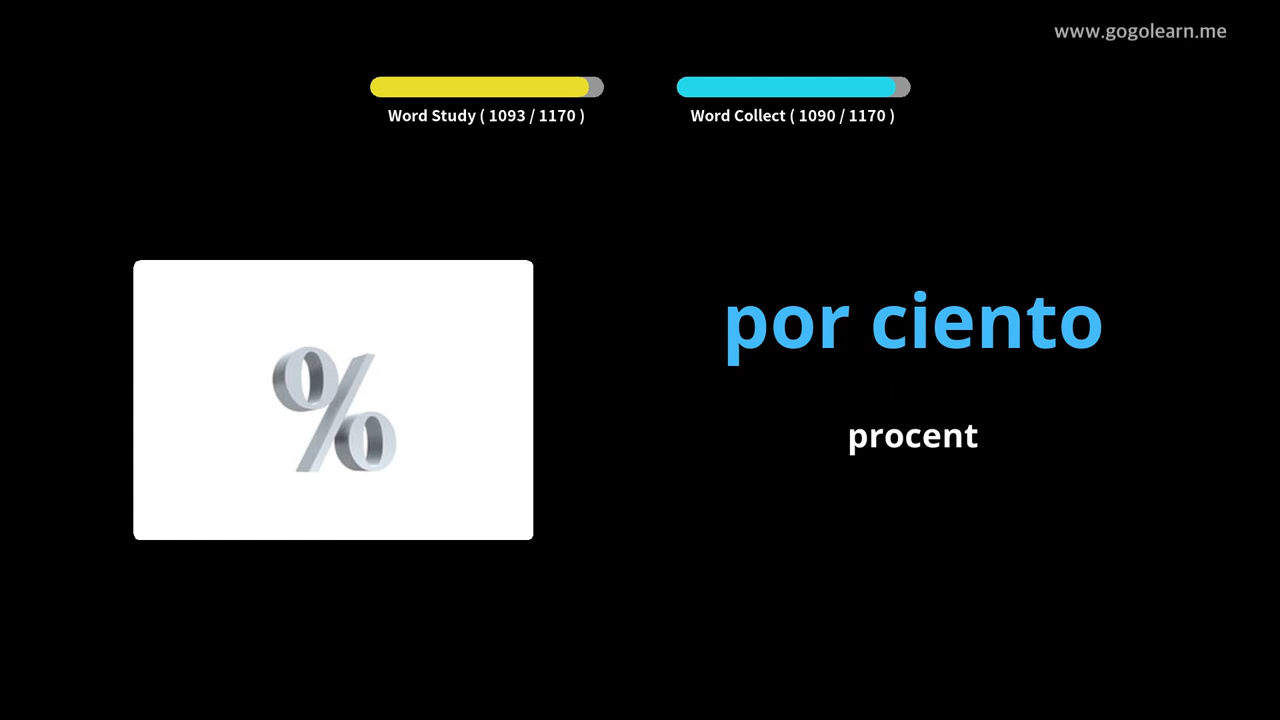 www.gogolearn.me
Word Study ( 1093 / 1170 )
Word Collect ( 1090 / 1170 )
%
por ciento
procent